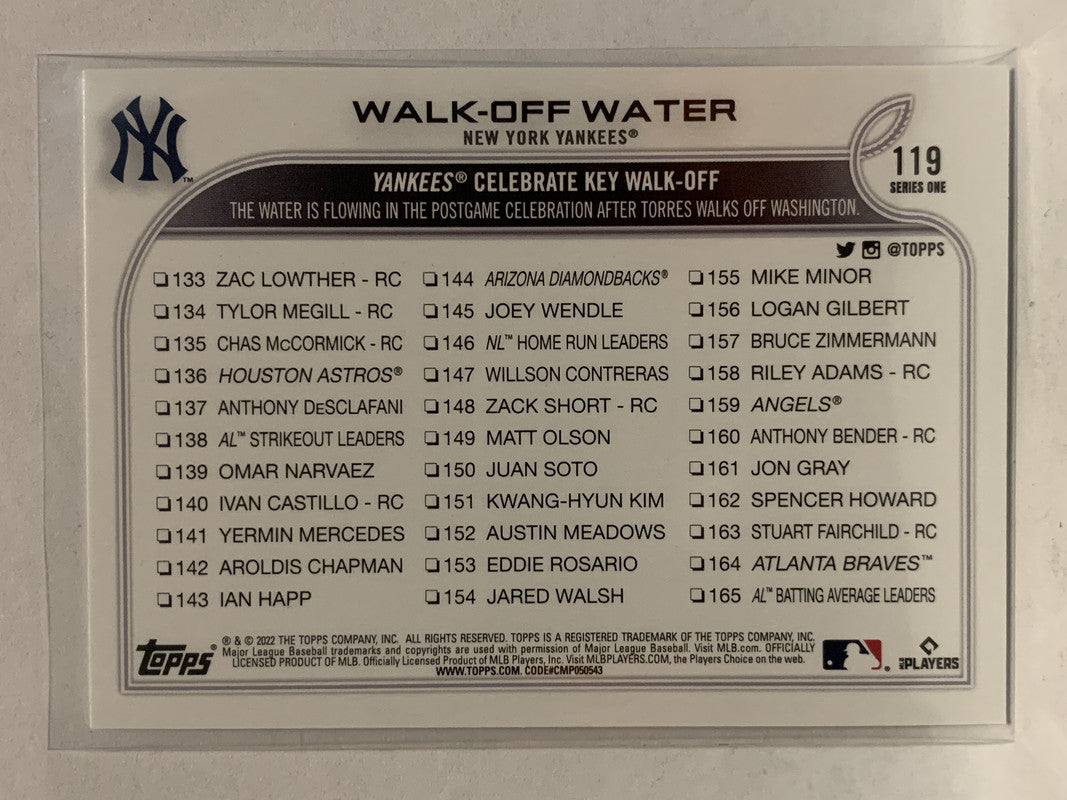 NY™
WALK-OFF WATER
NEW YORK YANKEES®
119
SERIES ONE
YANKEES® CELEBRATE KEY WALK-OFF
THE WATER IS FLOWING IN THE POSTGAME CELEBRATION AFTER TORRES WALKS OFF WASHINGTON.
@TOPPS
❏133 ZAC LOWTHER - RC
❏134 TYLOR MEGILL - RC
❏135 CHAS McCORMICK - RC
❏136 HOUSTON ASTROS®
❏137 ANTHONY DeSCLAFANI
❏138 AL™ STRIKEOUT LEADERS
❏139 OMAR NARVAEZ
❏140 IVAN CASTILLO - RC
❏141 YERMIN MERCEDES
❏142 AROLDIS CHAPMAN
❏143 IAN HAPP
❏144 ARIZONA DIAMONDBACKS®
❏145 JOEY WENDLE
❏146 NL™ HOME RUN LEADERS
❏147 WILLSON CONTRERAS
❏148 ZACK SHORT - RC
❏149 MATT OLSON
❏150 JUAN SOTO
❏151 KWANG-HYUN KIM
❏152 AUSTIN MEADOWS
❏153 EDDIE ROSARIO
❏154 JARED WALSH
❏155 MIKE MINOR
❏156 LOGAN GILBERT
❏157 BRUCE ZIMMERMANN
❏158 RILEY ADAMS - RC
❏159 ANGELS®
❏160 ANTHONY BENDER - RC
❏161 JON GRAY
❏162 SPENCER HOWARD
❏163 STUART FAIRCHILD - RC
❏164 ATLANTA BRAVES™
❏165 AL™ BATTING AVERAGE LEADERS
topps®
® & © 2022 THE TOPPS COMPANY, INC. ALL RIGHTS RESERVED. TOPPS IS A REGISTERED TRADEMARK OF THE TOPPS COMPANY, INC.
Major League Baseball trademarks and copyrights are used with permission of Major League Baseball. Visit MLB.com. OFFICIALLY
LICENSED PRODUCT OF MLB. Officially Licensed Product of MLB Players, Inc. Visit MLBPLAYERS.COM, the Players Choice on the web.
WWW.TOPPS.COM. CODE#CMP050543
MLB PLAYERS